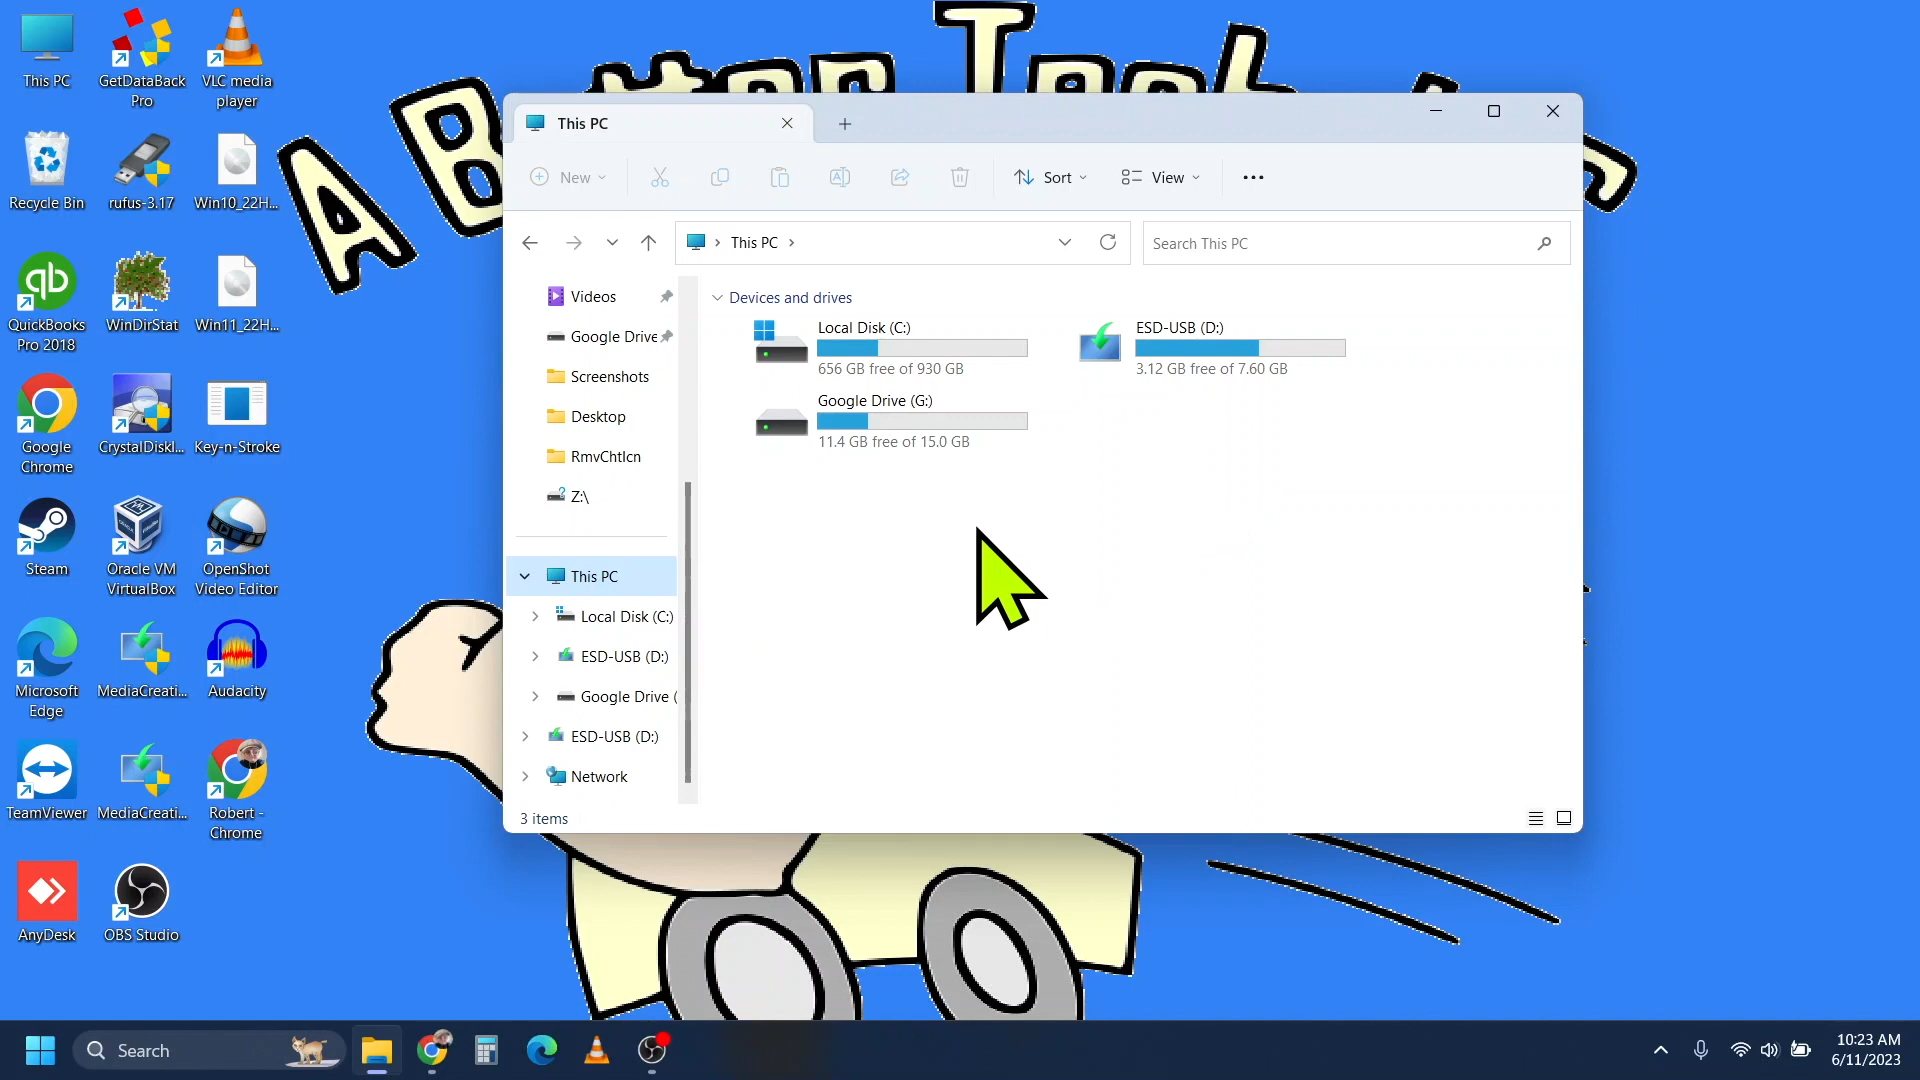 This PC
GetDataBack
Pro
VLC media
player
Recycle Bin
rufus-3.17
Win10_22H...
QuickBooks
Pro 2018
WinDirStat
Win11_22H...
Google
Chrome
CrystalDiskI...
Key-n-Stroke
Steam
Oracle VM
VirtualBox
OpenShot
Video Editor
Microsoft
Edge
MediaCreati...
Audacity
TeamViewer
MediaCreati...
Robert -
Chrome
AnyDesk
OBS Studio
A
This PC
New
Sort
View
This PC
Search This PC
Videos
Google Drive
Screenshots
Desktop
RmvChtIcn
Z:\
This PC
Local Disk (C:)
ESD-USB (D:)
Google Drive (
ESD-USB (D:)
Network
Devices and drives
Local Disk (C:)
656 GB free of 930 GB
ESD-USB (D:)
3.12 GB free of 7.60 GB
Google Drive (G:)
11.4 GB free of 15.0 GB
3 items
Search
10:23 AM
6/11/2023